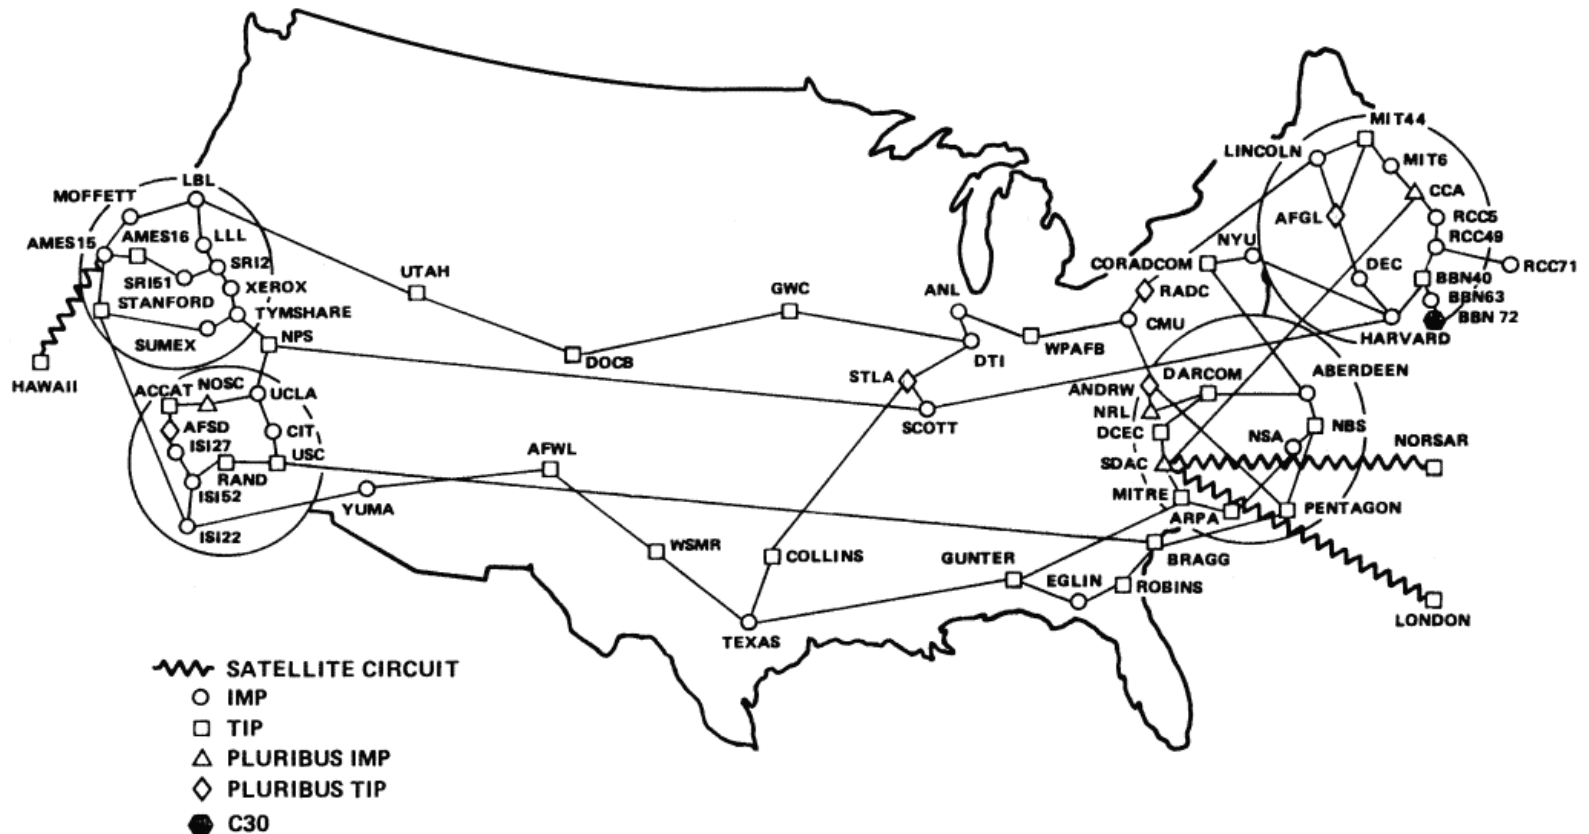 MIT44
LINCOLN
MIT6
LBL
MOFFETT
CCA
AFGL
RCC5
AMES15
AMES16
LLL
NYU
RCC49
CORADCOM
SRI2
UTAH
DEC
RCC71
SRI51
XEROX
GWC
ANL
RADC
BBN40
STANFORD
BBN63
TYMSHARE
CMU
BBN 72
SUMEX
NPS
HARVARD
DOCB
DTI
WPAFB
HAWAII
STLA
DARCOM
ABERDEEN
ACCAT
NOSC
UCLA
ANDRW
NRL
AFSD
CIT
SCOTT
DCEC
NBS
ISI27
AFWL
NSA
NORSAR
USC
SDAC
RAND
ISI52
MITRE
YUMA
ARPA
PENTAGON
ISI22
WSMR
COLLINS
GUNTER
BRAGG
EGLIN
ROBINS
LONDON
TEXAS
SATELLITE CIRCUIT
IMP
TIP
PLURIBUS IMP
PLURIBUS TIP
C30